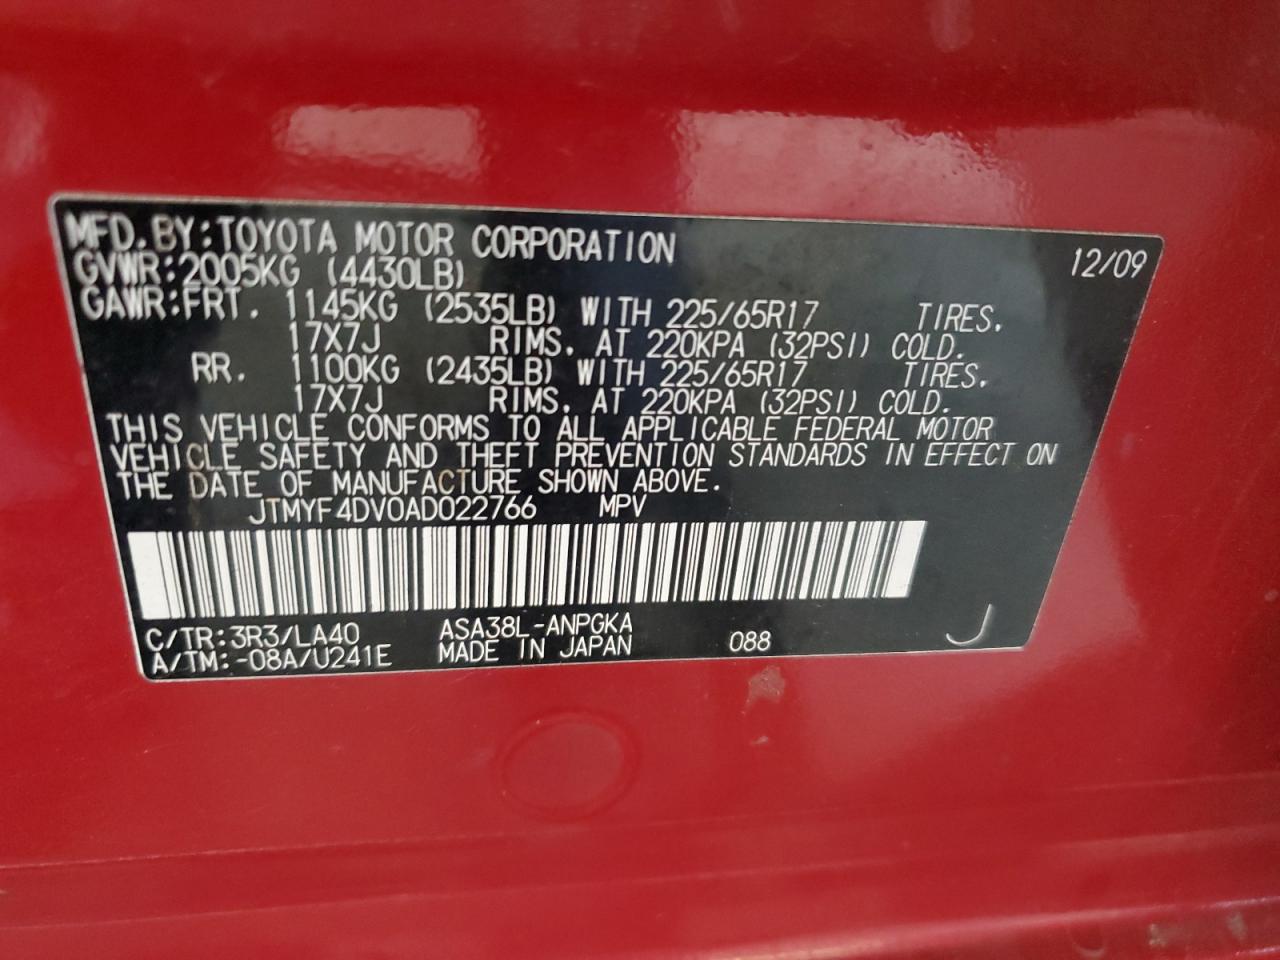 MFD. BY: TOYOTA MOTOR CORPORATION 12/09
GVWR: 2005KG (4430LB)
GAWR: FRT. 1145KG (2535LB) WITH 225/65R17 TIRES.
17X7J RIMS. AT 220KPA (32PSI) COLD.
RR. 1100KG (2435LB) WITH 225/65R17 TIRES.
17X7J RIMS. AT 220KPA (32PSI) COLD.
THIS VEHICLE CONFORMS TO ALL APPLICABLE FEDERAL MOTOR
VEHICLE SAFETY AND THEFT PREVENTION STANDARDS IN EFFECT ON
THE DATE OF MANUFACTURE SHOWN ABOVE.
JTMYF4DV0AD022766 MPV
C/TR: 3R3/LA40 ASA38L-ANPGKA
A/TM: -08A/U241E MADE IN JAPAN 088 J